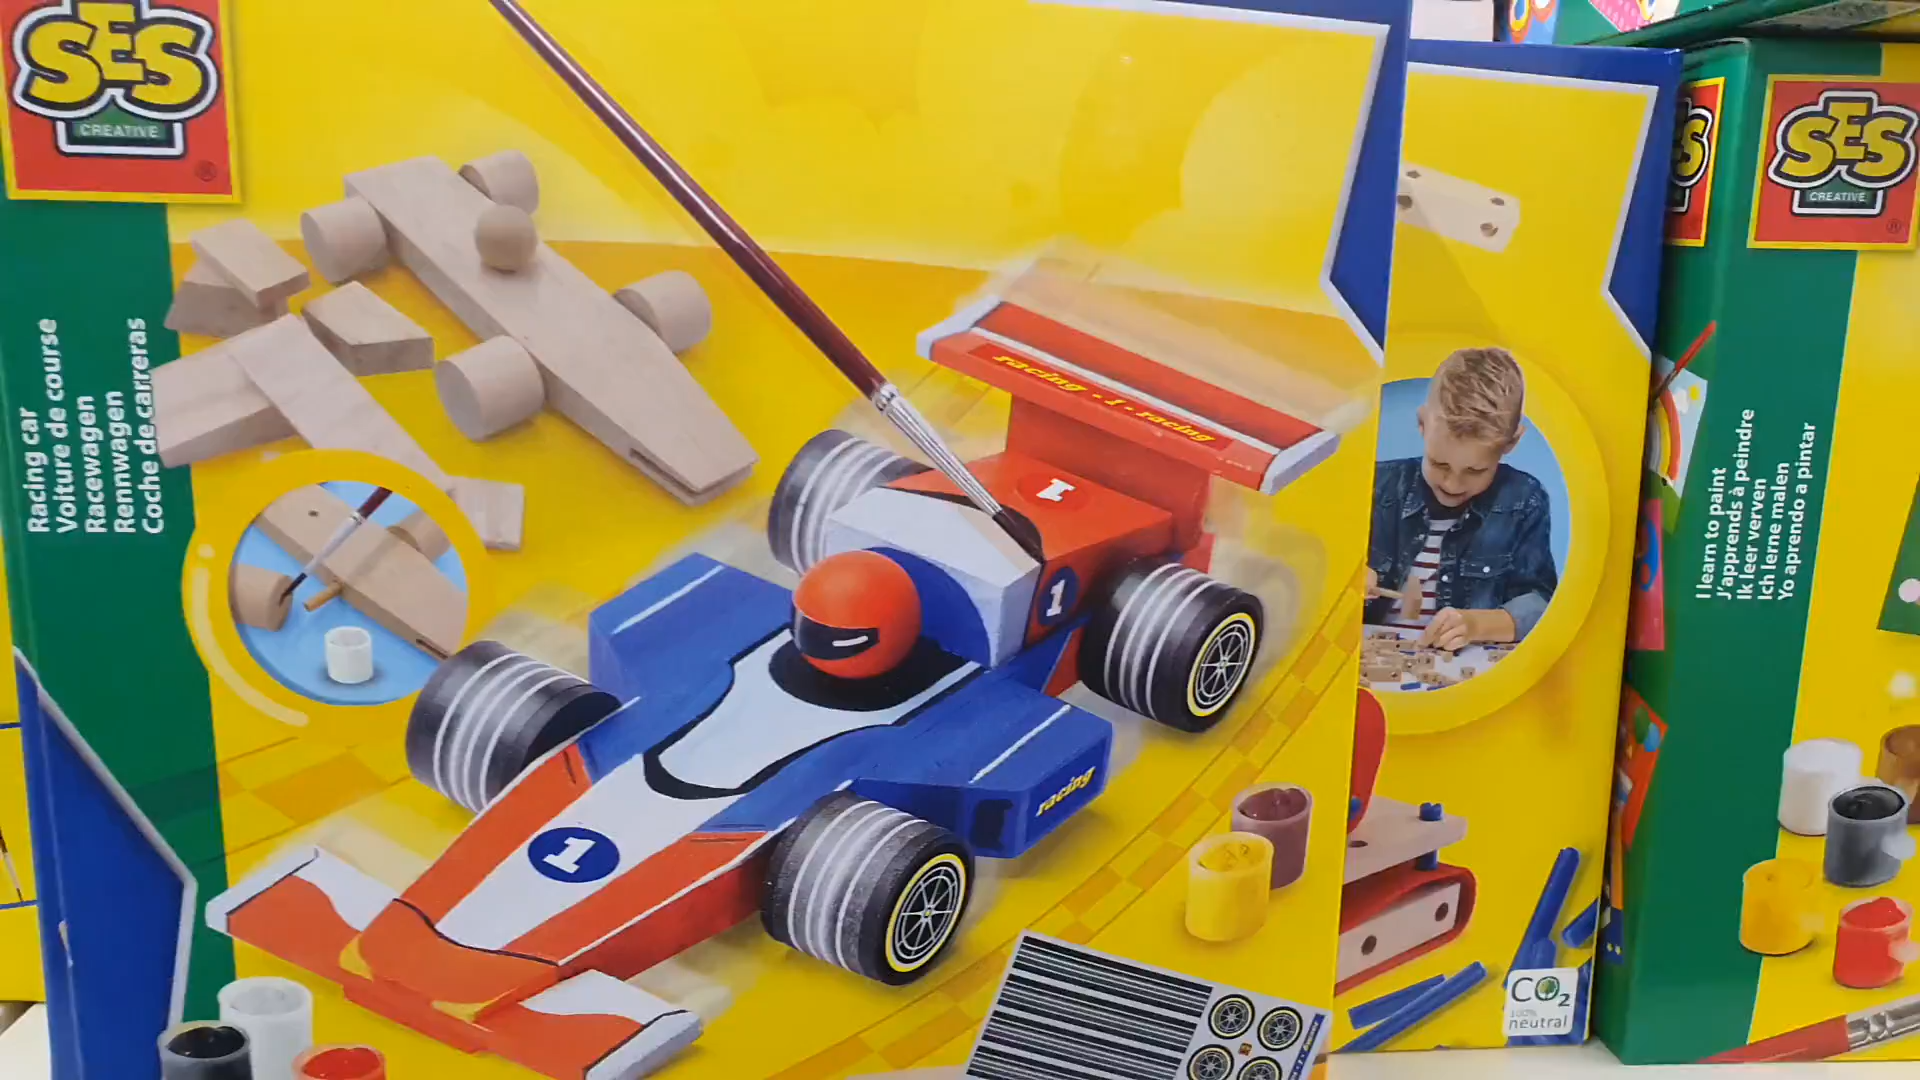 SES
CREATIVE
®
Racing car
Voiture de course
Racewagen
Rennwagen
Coche de carreras
racing - 1 - racing
1
1
racing
1
CO2
100%
neutral
SES
CREATIVE
®
I learn to paint
J'apprends à peindre
Ik leer verven
Ich lerne malen
Yo aprendo a pintar